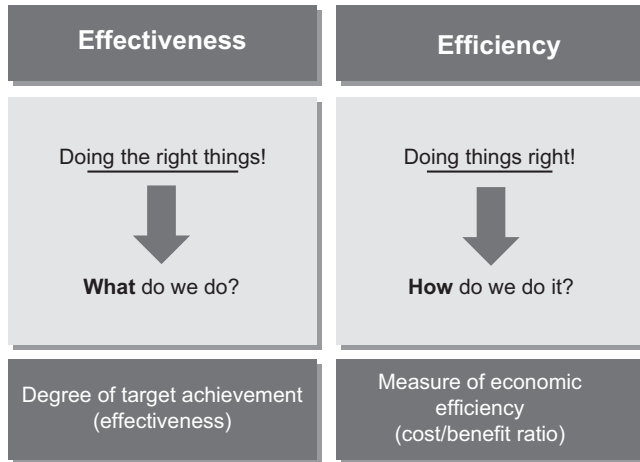 Effectiveness
Efficiency
Doing the right things!
Doing things right!
What do we do?
How do we do it?
Degree of target achievement
(effectiveness)
Measure of economic
efficiency
(cost/benefit ratio)